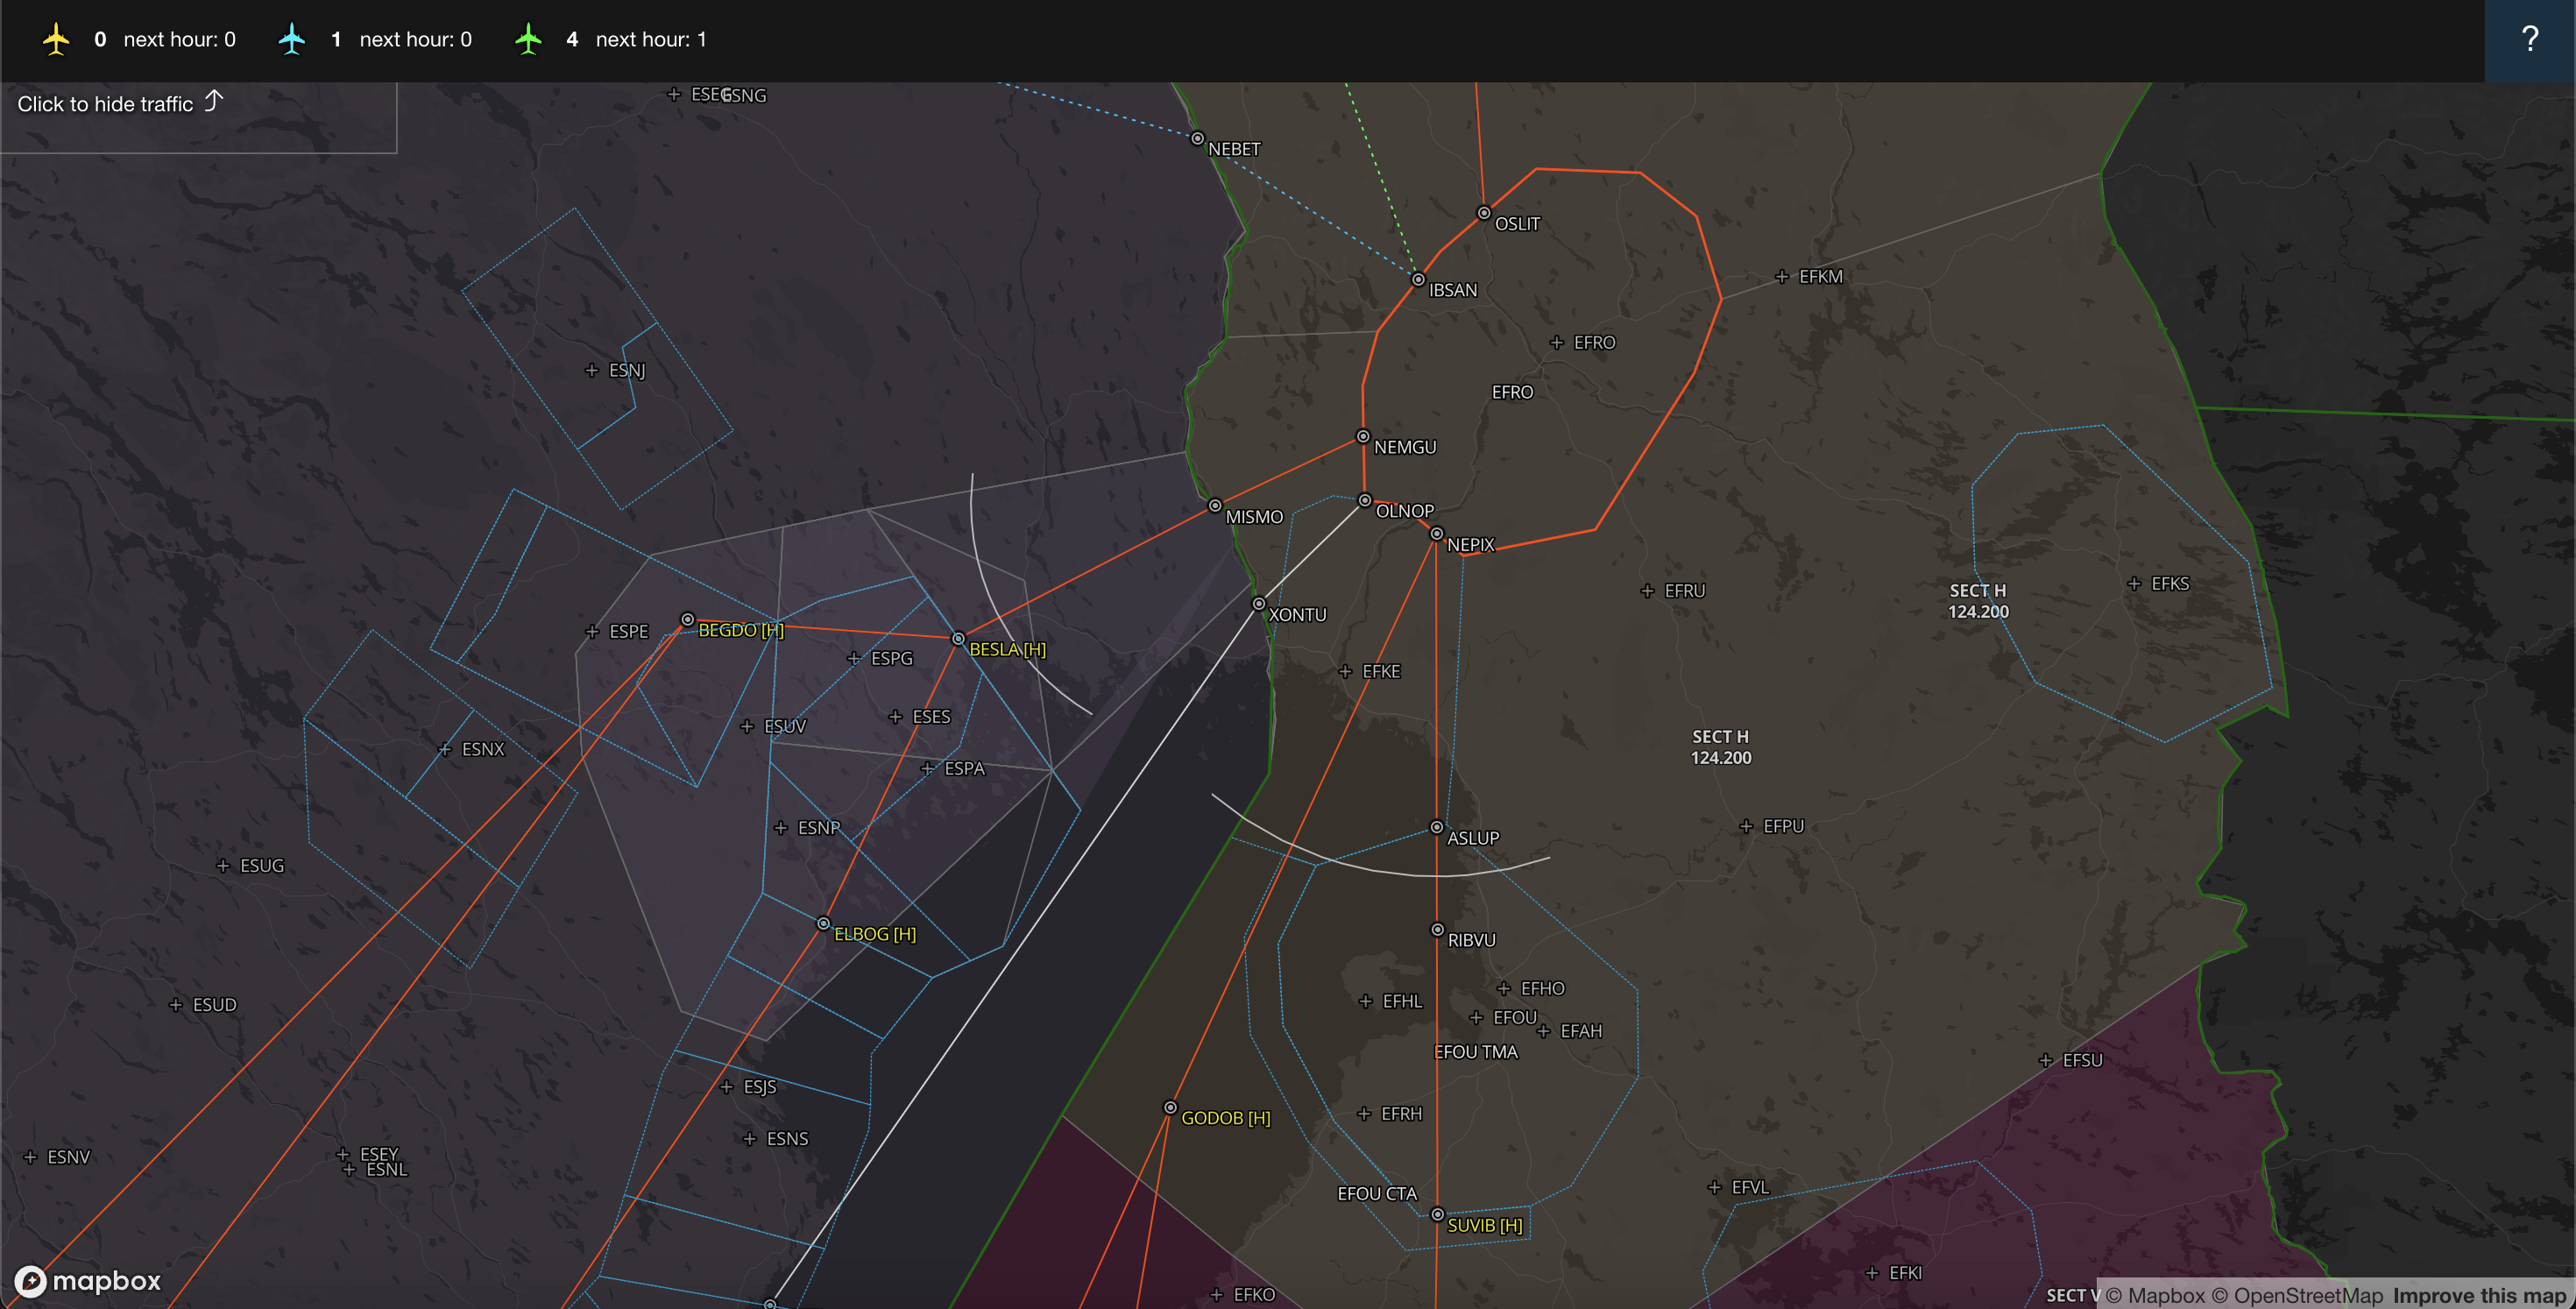 0 next hour: 0 1 next hour: 0 4 next hour: 1 ?
Click to hide traffic
ESNG
NEBET
OSLIT
EFKM
IBSAN
EFRO
ESNJ
EFRO
NEMGU
OLNOP
MISMO
NEPIX
EFKS
EFRU
SECT H
124.200
XONTU
ESPE
BEGDO [H]
BESLA [H]
ESPG
EFKE
ESES
ESUV
SECT H
124.200
ESNX
ESPA
ESNP
EFPU
ASLUP
ESUG
ELBOG [H]
RIBVU
EFHO
EFHL
ESUD
EFOU
EFAH
EFOU TMA
EFSU
ESJS
EFRH
GODOB [H]
ESNS
ESEY
ESNV
ESNL
EFVL
EFOU CTA
SUVIB [H]
EFKI
mapbox
EFKO
SECT V
© Mapbox © OpenStreetMap Improve this map